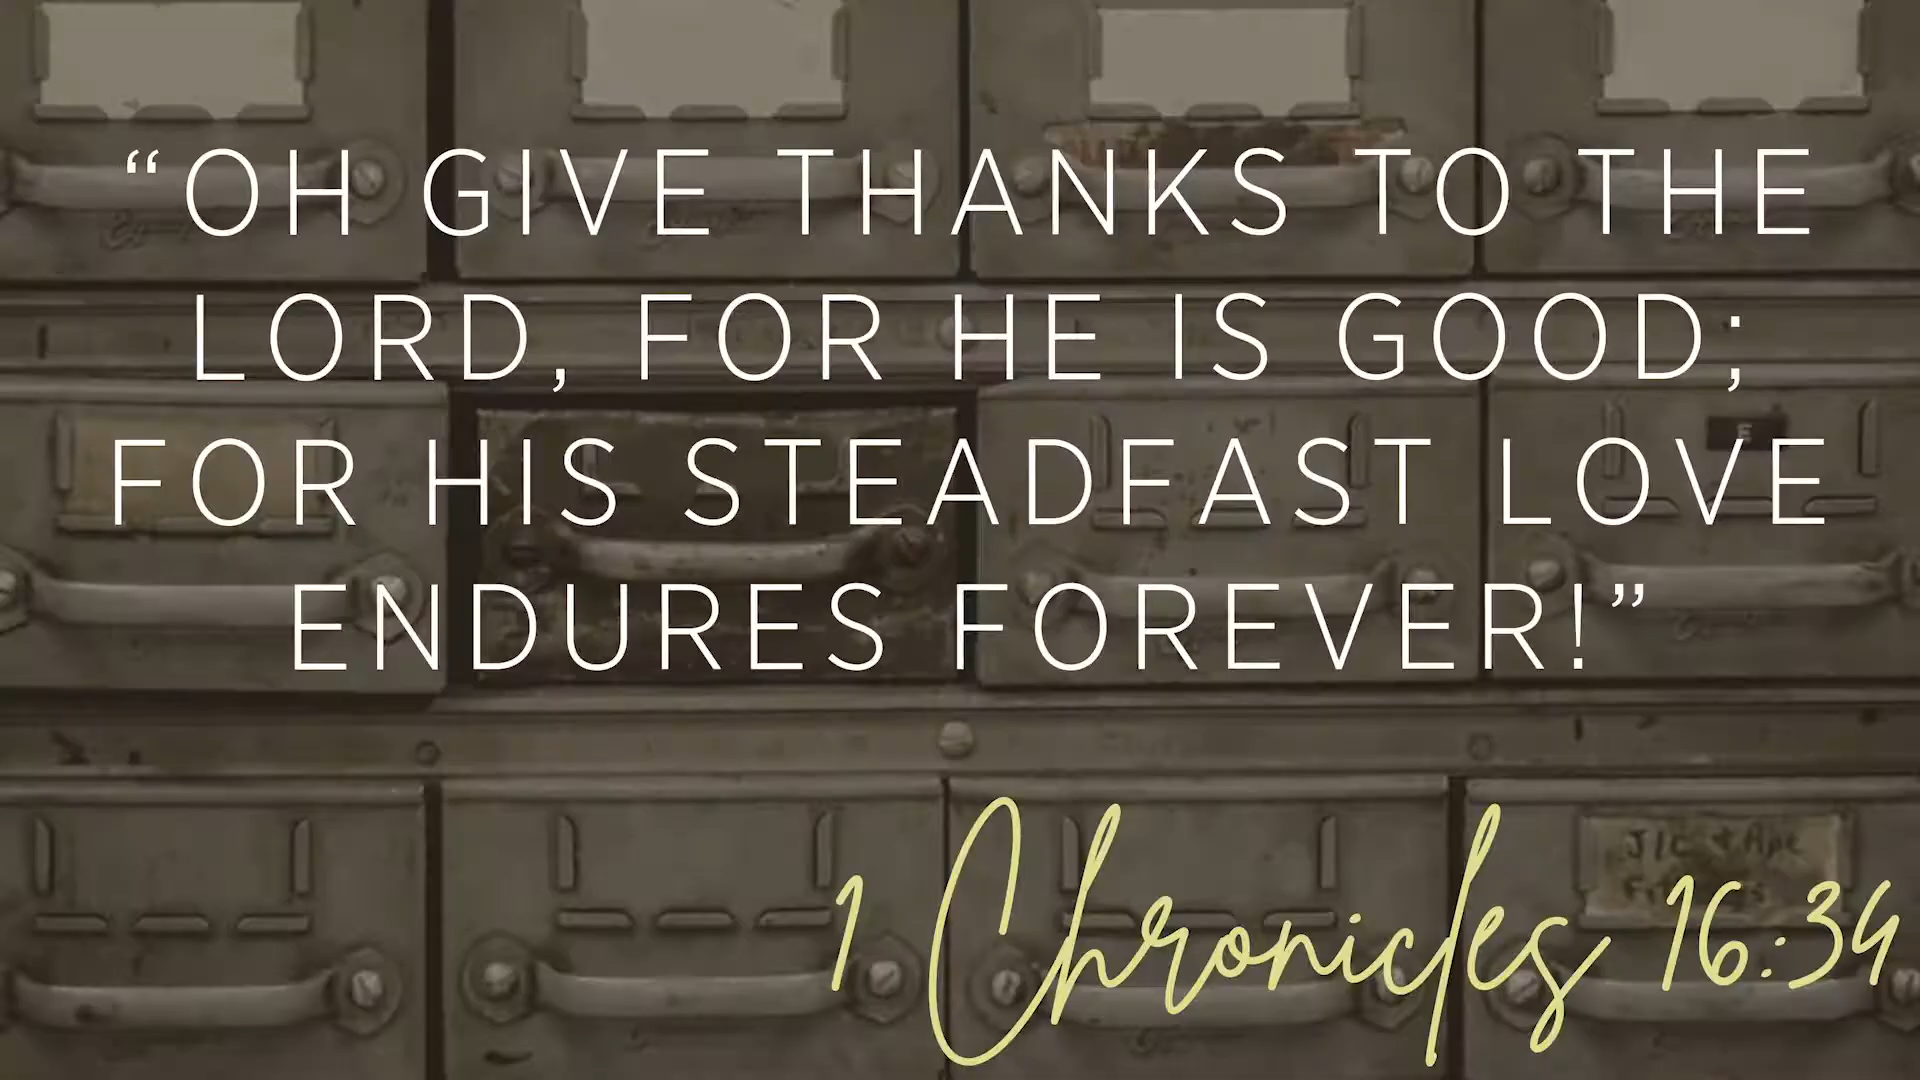 “OH GIVE THANKS TO THE
LORD, FOR HE IS GOOD;
FOR HIS STEADFAST LOVE
ENDURES FOREVER!”
F
1 Chronicles 16:34